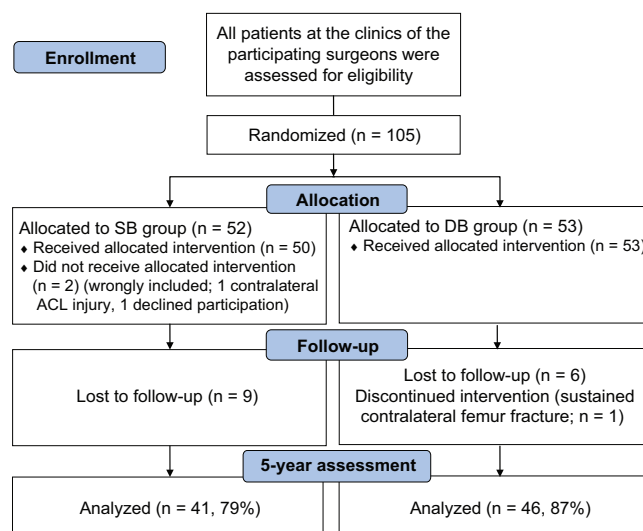 Enrollment
All patients at the clinics of the
participating surgeons were
assessed for eligibility
Randomized (n = 105)
Allocation
Allocated to SB group (n = 52)
♦ Received allocated intervention (n = 50)
♦ Did not receive allocated intervention
(n = 2) (wrongly included; 1 contralateral
ACL injury, 1 declined participation)
Allocated to DB group (n = 53)
♦ Received allocated intervention (n = 53)
Follow-up
Lost to follow-up (n = 9)
Lost to follow-up (n = 6)
Discontinued intervention (sustained
contralateral femur fracture; n = 1)
5-year assessment
Analyzed (n = 41, 79%)
Analyzed (n = 46, 87%)